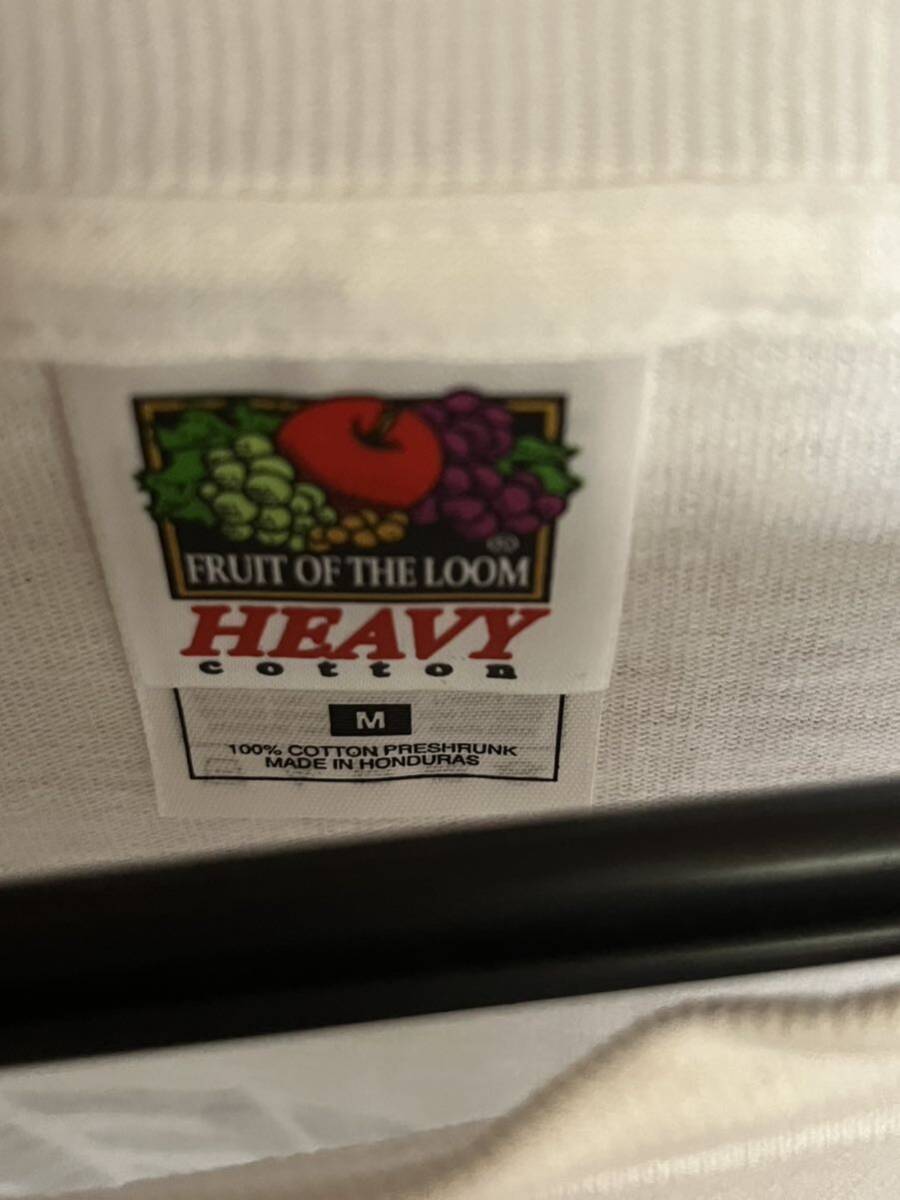 FRUIT OF THE LOOM
HEAVY
cotton
M
100% COTTON PRESHRUNK
MADE IN HONDURAS